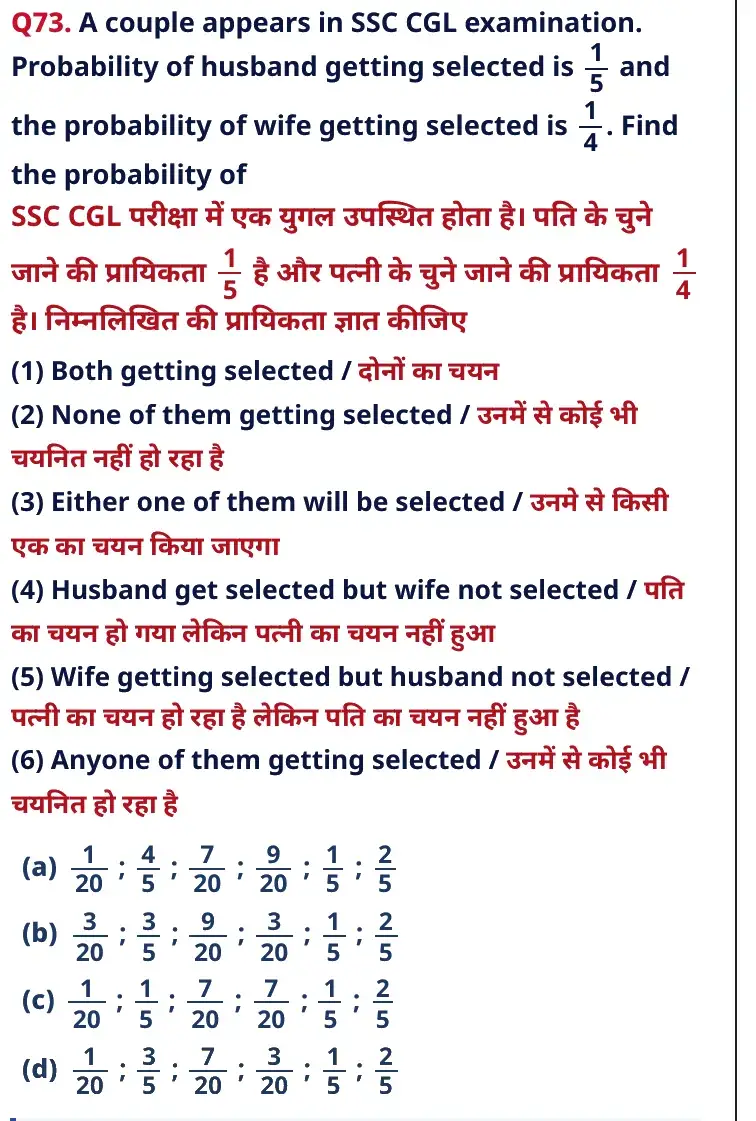 Q73. A couple appears in SSC CGL examination.
Probability of husband getting selected is 1/5 and
the probability of wife getting selected is 1/4. Find
the probability of
SSC CGL परीक्षा में एक युगल उपस्थित होता है। पति के चुने
जाने की प्रायिकता 1/5 है और पत्नी के चुने जाने की प्रायिकता 1/4
है। निम्नलिखित की प्रायिकता ज्ञात कीजिए
(1) Both getting selected / दोनों का चयन
(2) None of them getting selected / उनमें से कोई भी
चयनित नहीं हो रहा है
(3) Either one of them will be selected / उनमे से किसी
एक का चयन किया जाएगा
(4) Husband get selected but wife not selected / पति
का चयन हो गया लेकिन पत्नी का चयन नहीं हुआ
(5) Wife getting selected but husband not selected /
पत्नी का चयन हो रहा है लेकिन पति का चयन नहीं हुआ है
(6) Anyone of them getting selected / उनमें से कोई भी
चयनित हो रहा है
(a) 1/20 ; 4/5 ; 7/20 ; 9/20 ; 1/5 ; 2/5
(b) 3/20 ; 3/5 ; 9/20 ; 3/20 ; 1/5 ; 2/5
(c) 1/20 ; 1/5 ; 7/20 ; 7/20 ; 1/5 ; 2/5
(d) 1/20 ; 3/5 ; 7/20 ; 3/20 ; 1/5 ; 2/5